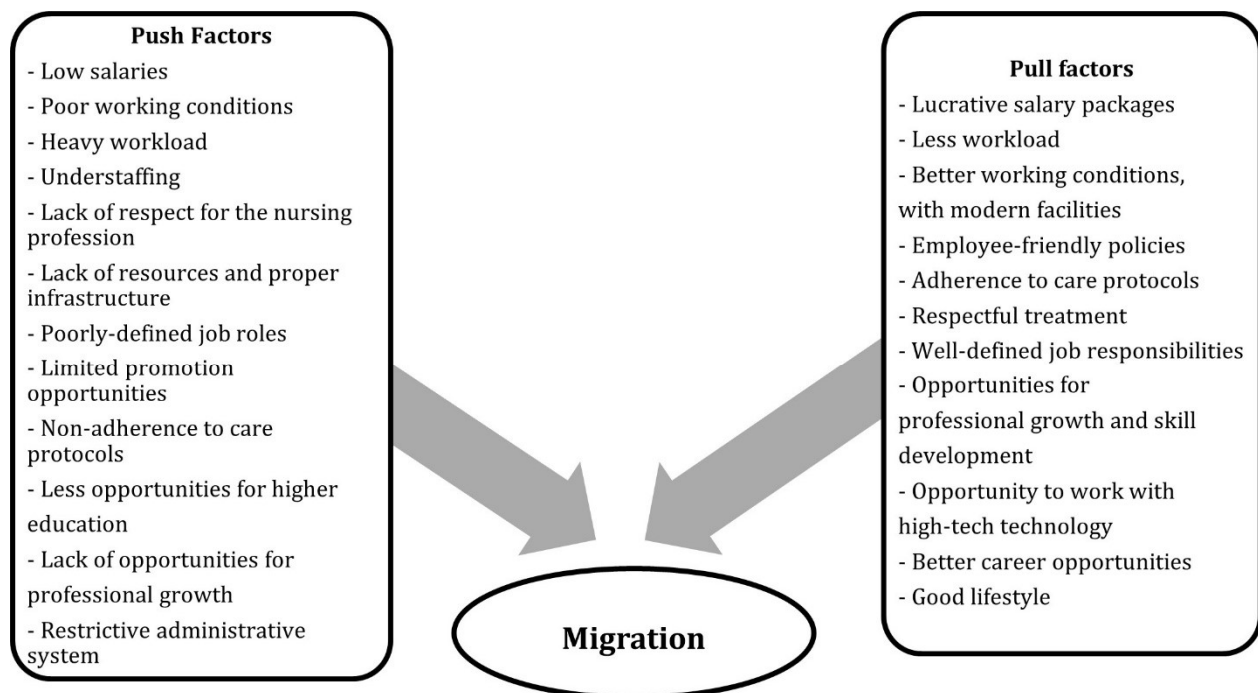 Push Factors
- Low salaries
- Poor working conditions
- Heavy workload
- Understaffing
- Lack of respect for the nursing
profession
- Lack of resources and proper
infrastructure
- Poorly-defined job roles
- Limited promotion
opportunities
- Non-adherence to care
protocols
- Less opportunities for higher
education
- Lack of opportunities for
professional growth
- Restrictive administrative
system
Pull factors
- Lucrative salary packages
- Less workload
- Better working conditions,
with modern facilities
- Employee-friendly policies
- Adherence to care protocols
- Respectful treatment
- Well-defined job responsibilities
- Opportunities for
professional growth and skill
development
- Opportunity to work with
high-tech technology
- Better career opportunities
- Good lifestyle
Migration